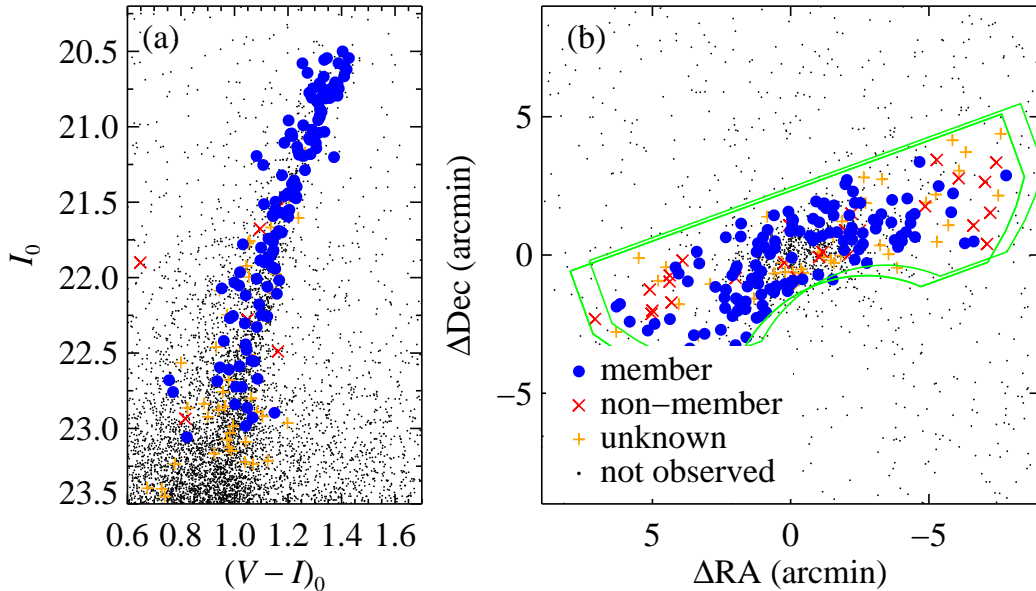 (a)
20.5
21.0
21.5
22.0
22.5
23.0
23.5
I₀
0.6 0.8 1.0 1.2 1.4 1.6
(V − I)₀
(b)
5
0
−5
ΔDec (arcmin)
member
non−member
unknown
not observed
5 0 −5
ΔRA (arcmin)